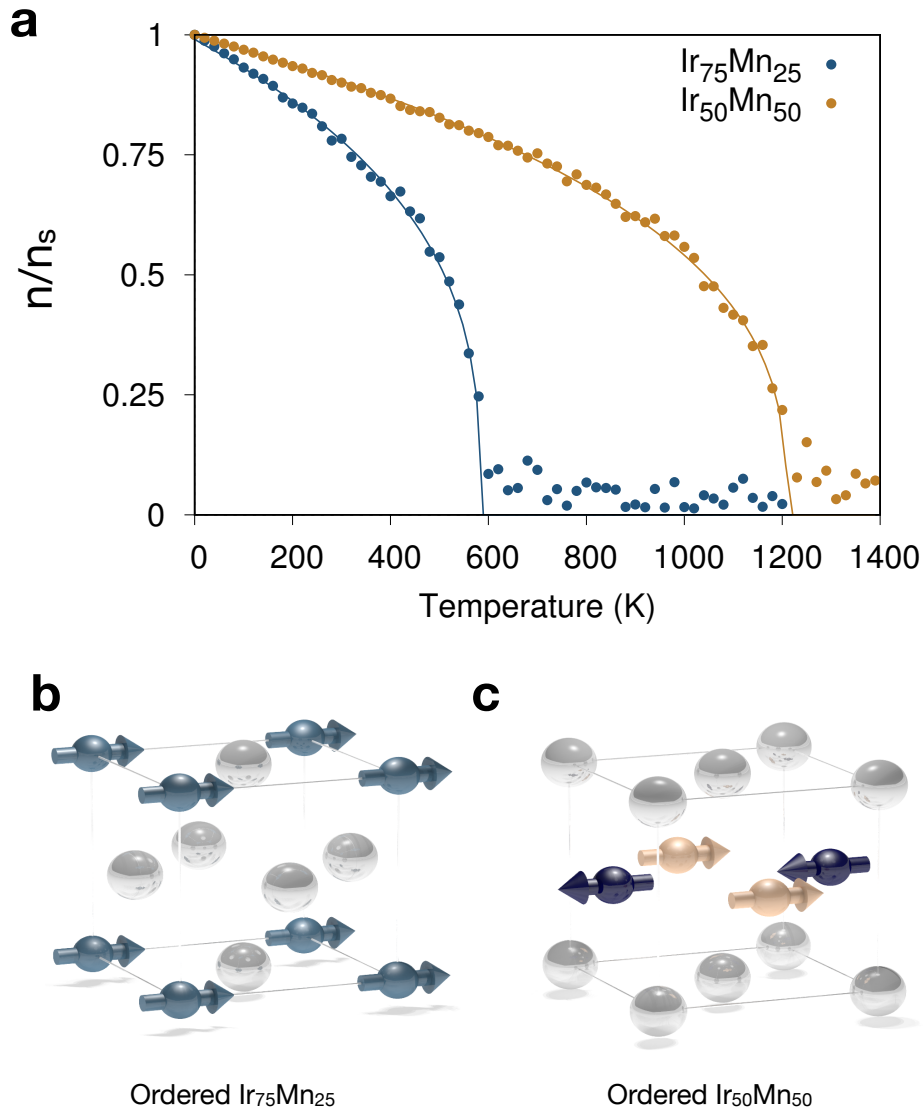 a
Ir₇₅Mn₂₅
Ir₅₀Mn₅₀
n/nₛ
1
0.75
0.5
0.25
0
0 200 400 600 800 1000 1200 1400
Temperature (K)
b
c
Ordered Ir₇₅Mn₂₅
Ordered Ir₅₀Mn₅₀